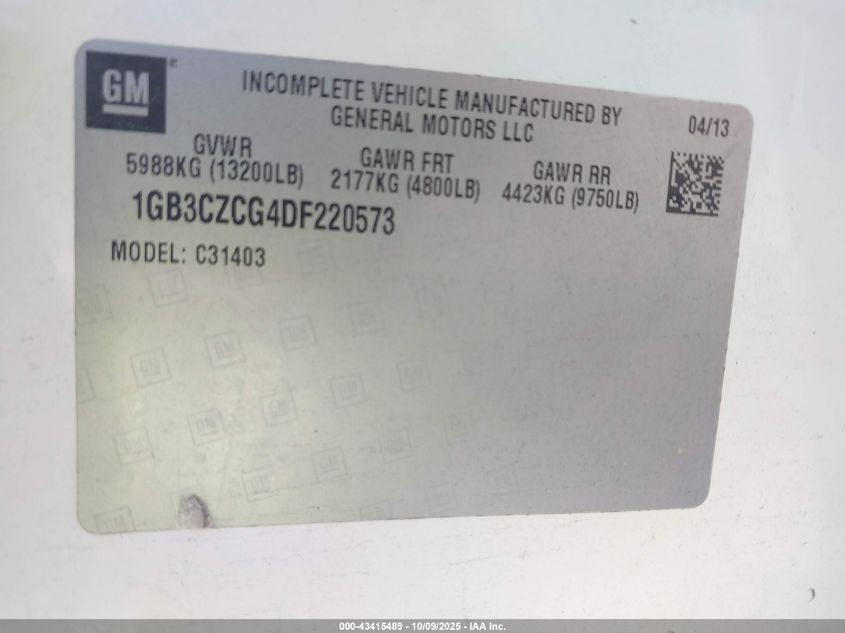 GM®
INCOMPLETE VEHICLE MANUFACTURED BY
GENERAL MOTORS LLC
04/13
GVWR
5988KG (13200LB)
GAWR FRT
2177KG (4800LB)
GAWR RR
4423KG (9750LB)
1GB3CZCG4DF220573
MODEL: C31403
000-43415489 - 10/09/2025 - IAA Inc.